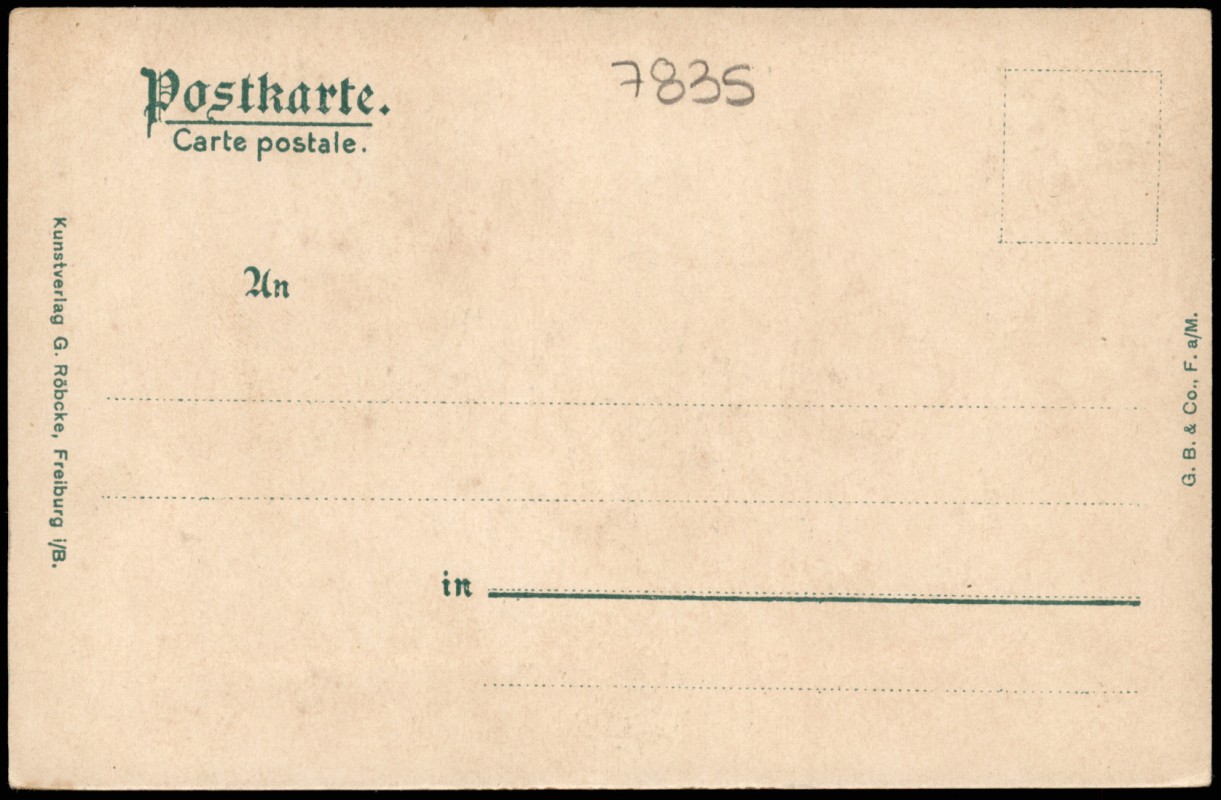 Postkarte.
Carte postale.
7835
An
in
Kunstverlag G. Röbcke, Freiburg i/B.
G. B. & Co., F. a/M.